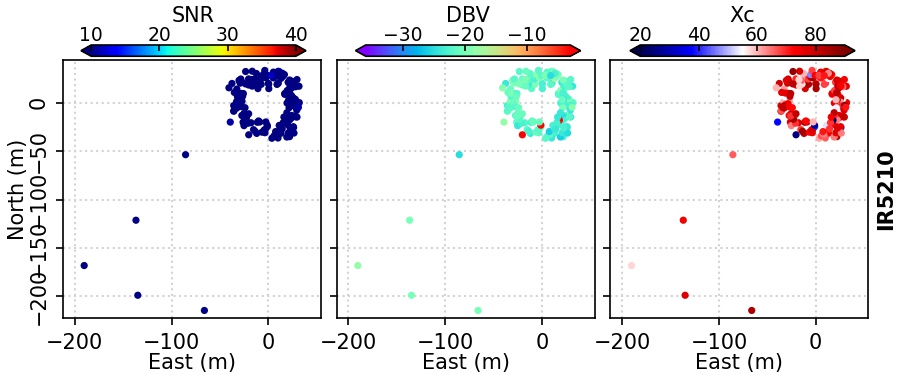 SNR DBV Xc
10 20 30 40 −30 −20 −10 20 40 60 80
0
−50
−100
−150
−200
North (m)
IR5210
−200 −100 0 −200 −100 0 −200 −100 0
East (m) East (m) East (m)